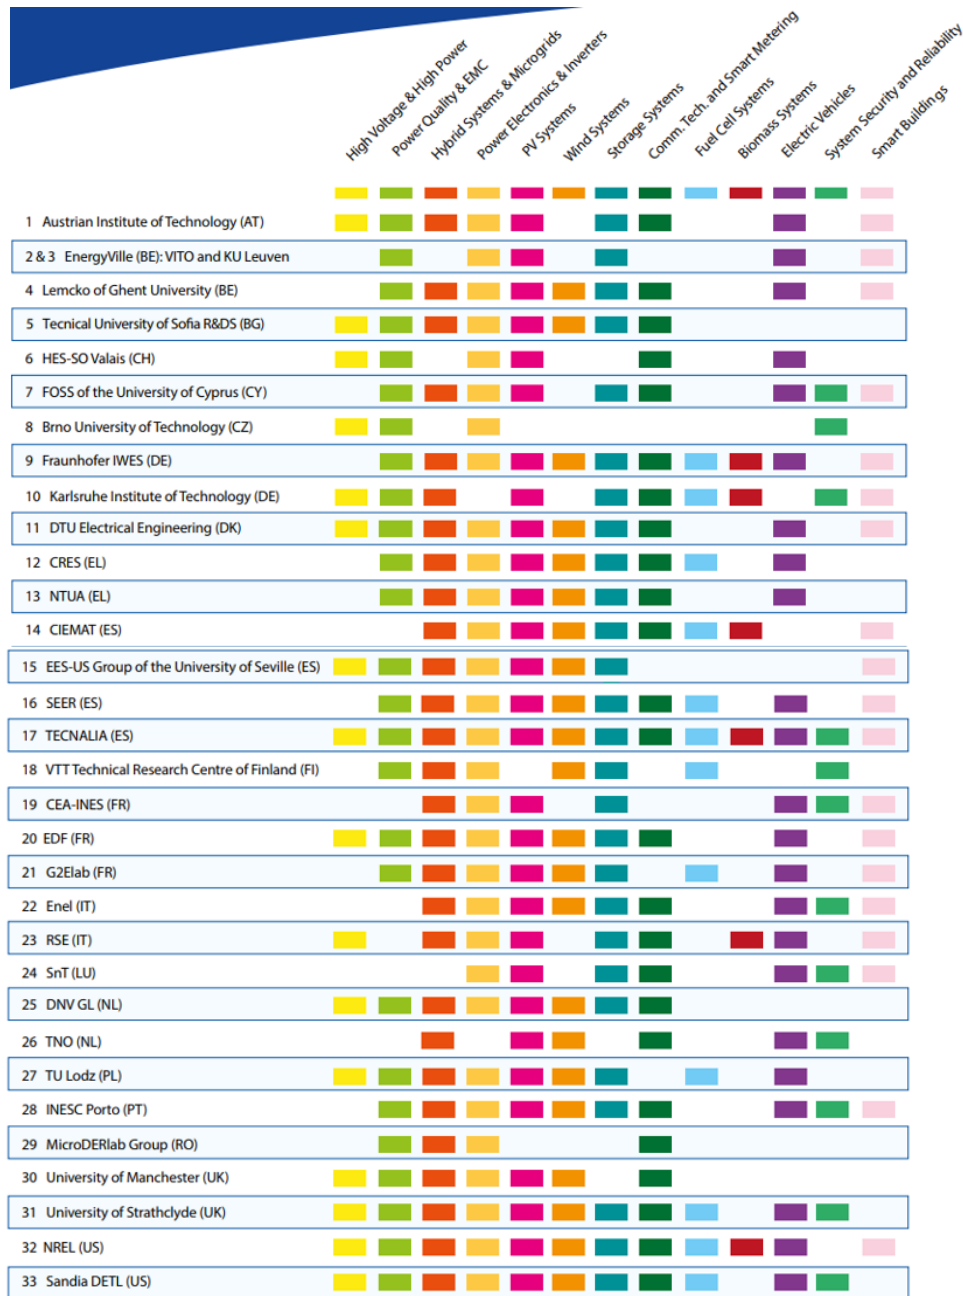 High Voltage & High Power
Power Quality & EMC
Hybrid Systems & Microgrids
Power Electronics & Inverters
PV Systems
Wind Systems
Storage Systems
Comm. Tech. and Smart Metering
Fuel Cell Systems
Biomass Systems
Electric Vehicles
System Security and Reliability
Smart Buildings
1 Austrian Institute of Technology (AT)
2 & 3 EnergyVille (BE): VITO and KU Leuven
4 Lemcko of Ghent University (BE)
5 Tecnical University of Sofia R&DS (BG)
6 HES-SO Valais (CH)
7 FOSS of the University of Cyprus (CY)
8 Brno University of Technology (CZ)
9 Fraunhofer IWES (DE)
10 Karlsruhe Institute of Technology (DE)
11 DTU Electrical Engineering (DK)
12 CRES (EL)
13 NTUA (EL)
14 CIEMAT (ES)
15 EES-US Group of the University of Seville (ES)
16 SEER (ES)
17 TECNALIA (ES)
18 VTT Technical Research Centre of Finland (FI)
19 CEA-INES (FR)
20 EDF (FR)
21 G2Elab (FR)
22 Enel (IT)
23 RSE (IT)
24 SnT (LU)
25 DNV GL (NL)
26 TNO (NL)
27 TU Lodz (PL)
28 INESC Porto (PT)
29 MicroDERlab Group (RO)
30 University of Manchester (UK)
31 University of Strathclyde (UK)
32 NREL (US)
33 Sandia DETL (US)